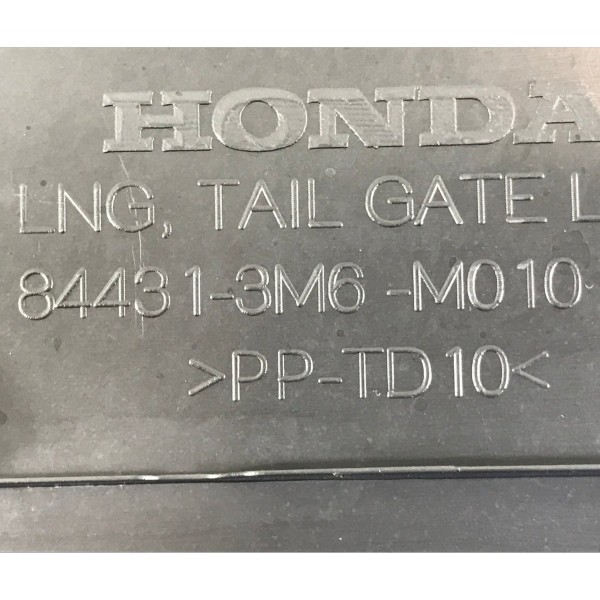 HONDA
LNG, TAIL GATE L
84431-3M6-M010
>PP-TD10<